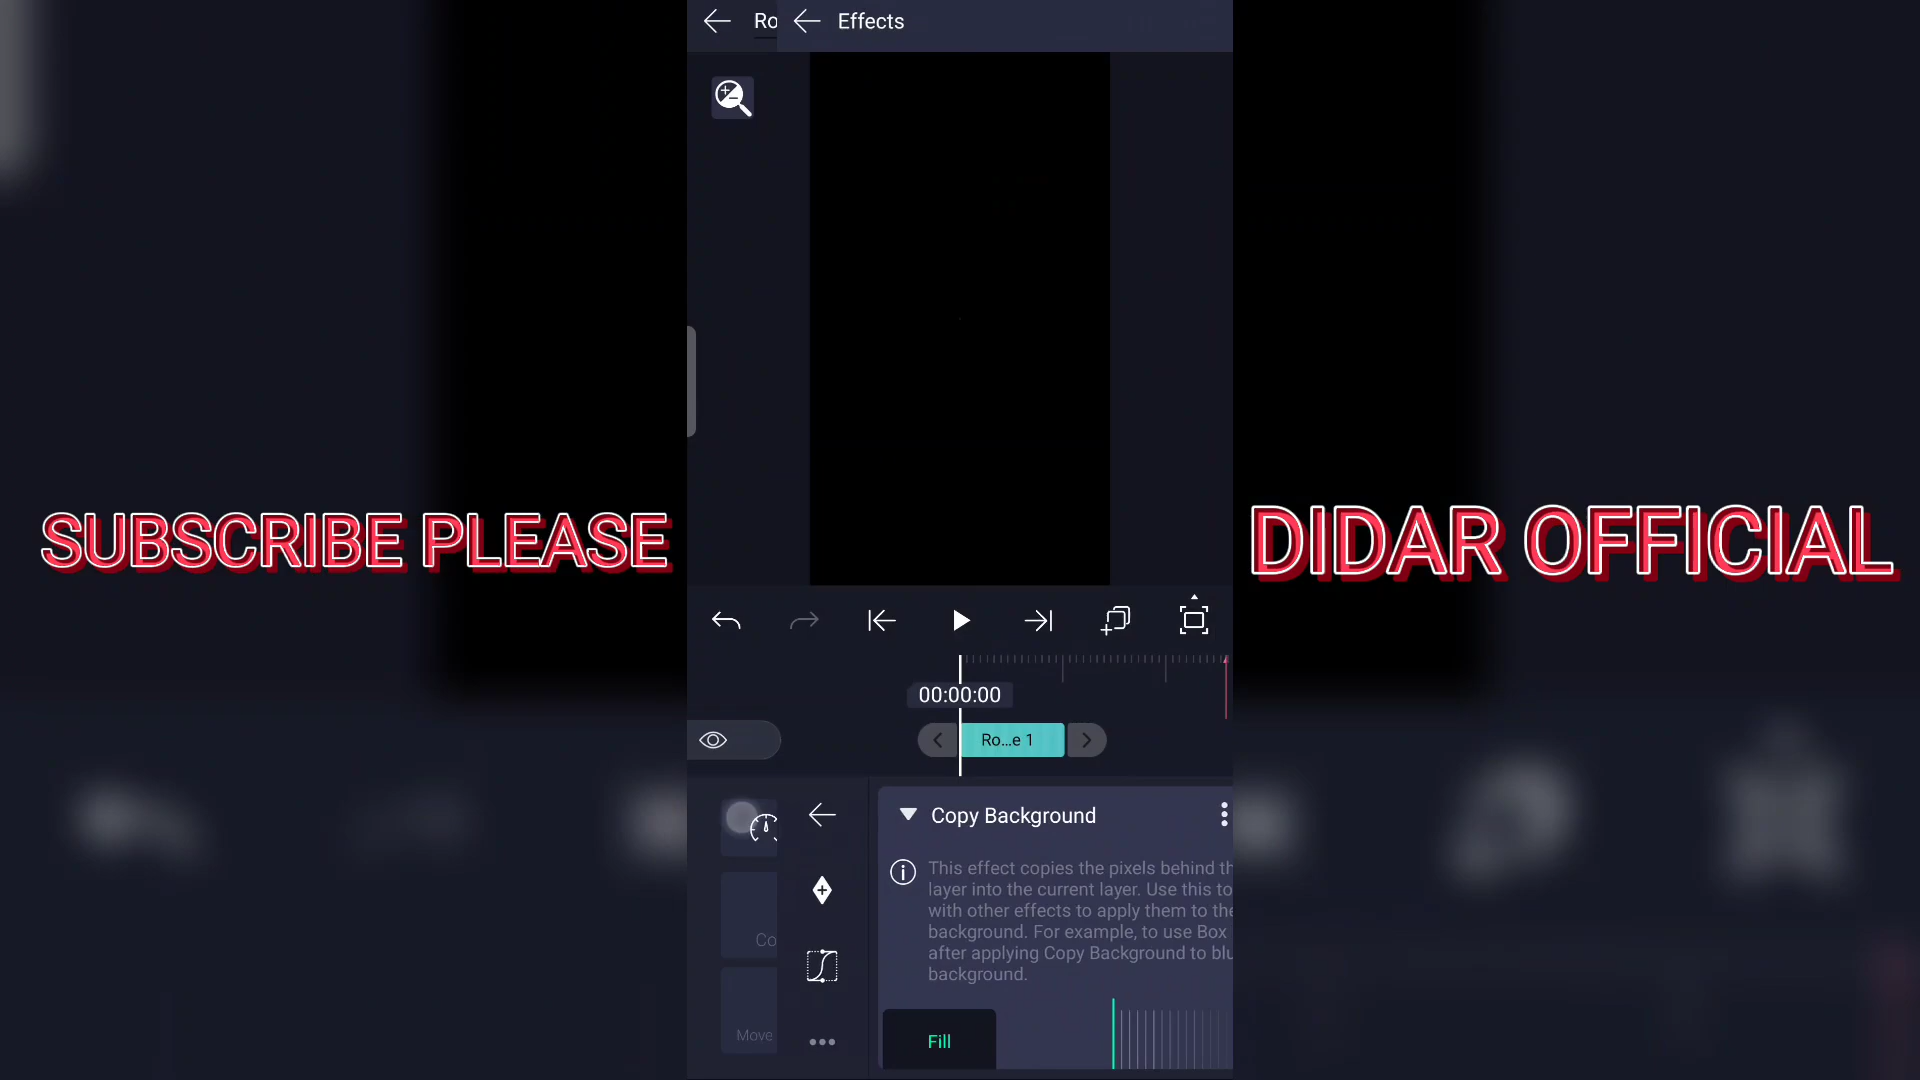 Ro
Effects
SUBSCRIBE PLEASE
DIDAR OFFICIAL
00:00:00
Ro...e 1
Copy Background
This effect copies the pixels behind th
layer into the current layer. Use this to
with other effects to apply them to the
background. For example, to use Box
after applying Copy Background to blu
background.
Co
Move
Fill